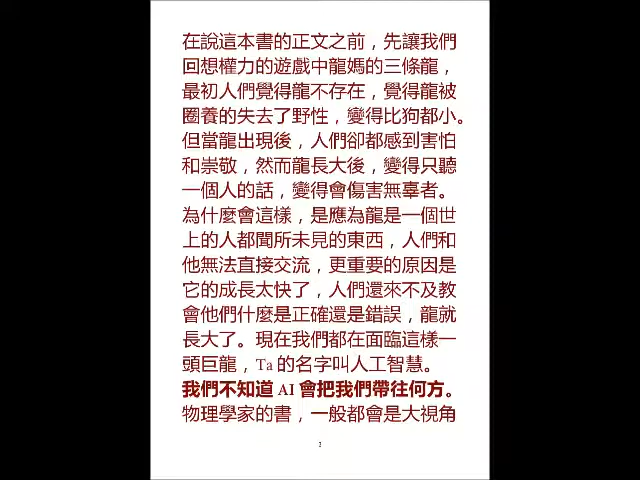 在說這本書的正文之前，先讓我們
回想權力的遊戲中龍媽的三條龍，
最初人們覺得龍不存在，覺得龍被
圈養的失去了野性，變得比狗都小。
但當龍出現後，人們卻都感到害怕
和崇敬，然而龍長大後，變得只聽
一個人的話，變得會傷害無辜者。
為什麼會這樣，是應為龍是一個世
上的人都聞所未見的東西，人們和
他無法直接交流，更重要的原因是
它的成長太快了，人們還來不及教
會他們什麼是正確還是錯誤，龍就
長大了。現在我們都在面臨這樣一
頭巨龍，Ta 的名字叫人工智慧。
我們不知道 AI 會把我們帶往何方。
物理學家的書，一般都會是大視角